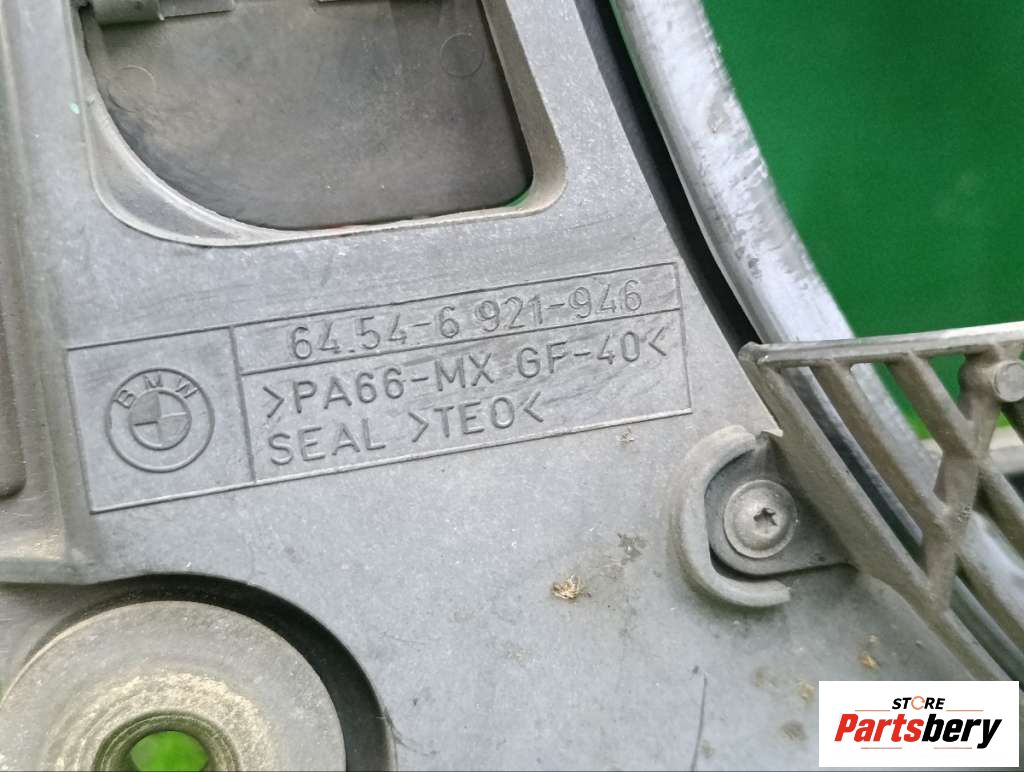 BMW
64.54-6 921-946
>PA66-MX GF-40<
SEAL >TEO<
STORE
Partsbery